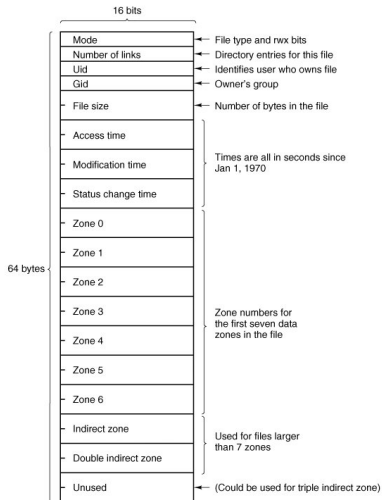 16 bits
Mode
File type and rwx bits
Number of links
Directory entries for this file
Uid
Identifies user who owns file
Gid
Owner's group
File size
Number of bytes in the file
Access time
Modification time
Status change time
Times are all in seconds since
Jan 1, 1970
64 bytes
Zone 0
Zone 1
Zone 2
Zone 3
Zone 4
Zone 5
Zone 6
Zone numbers for
the first seven data
zones in the file
Indirect zone
Double indirect zone
Used for files larger
than 7 zones
Unused
(Could be used for triple indirect zone)